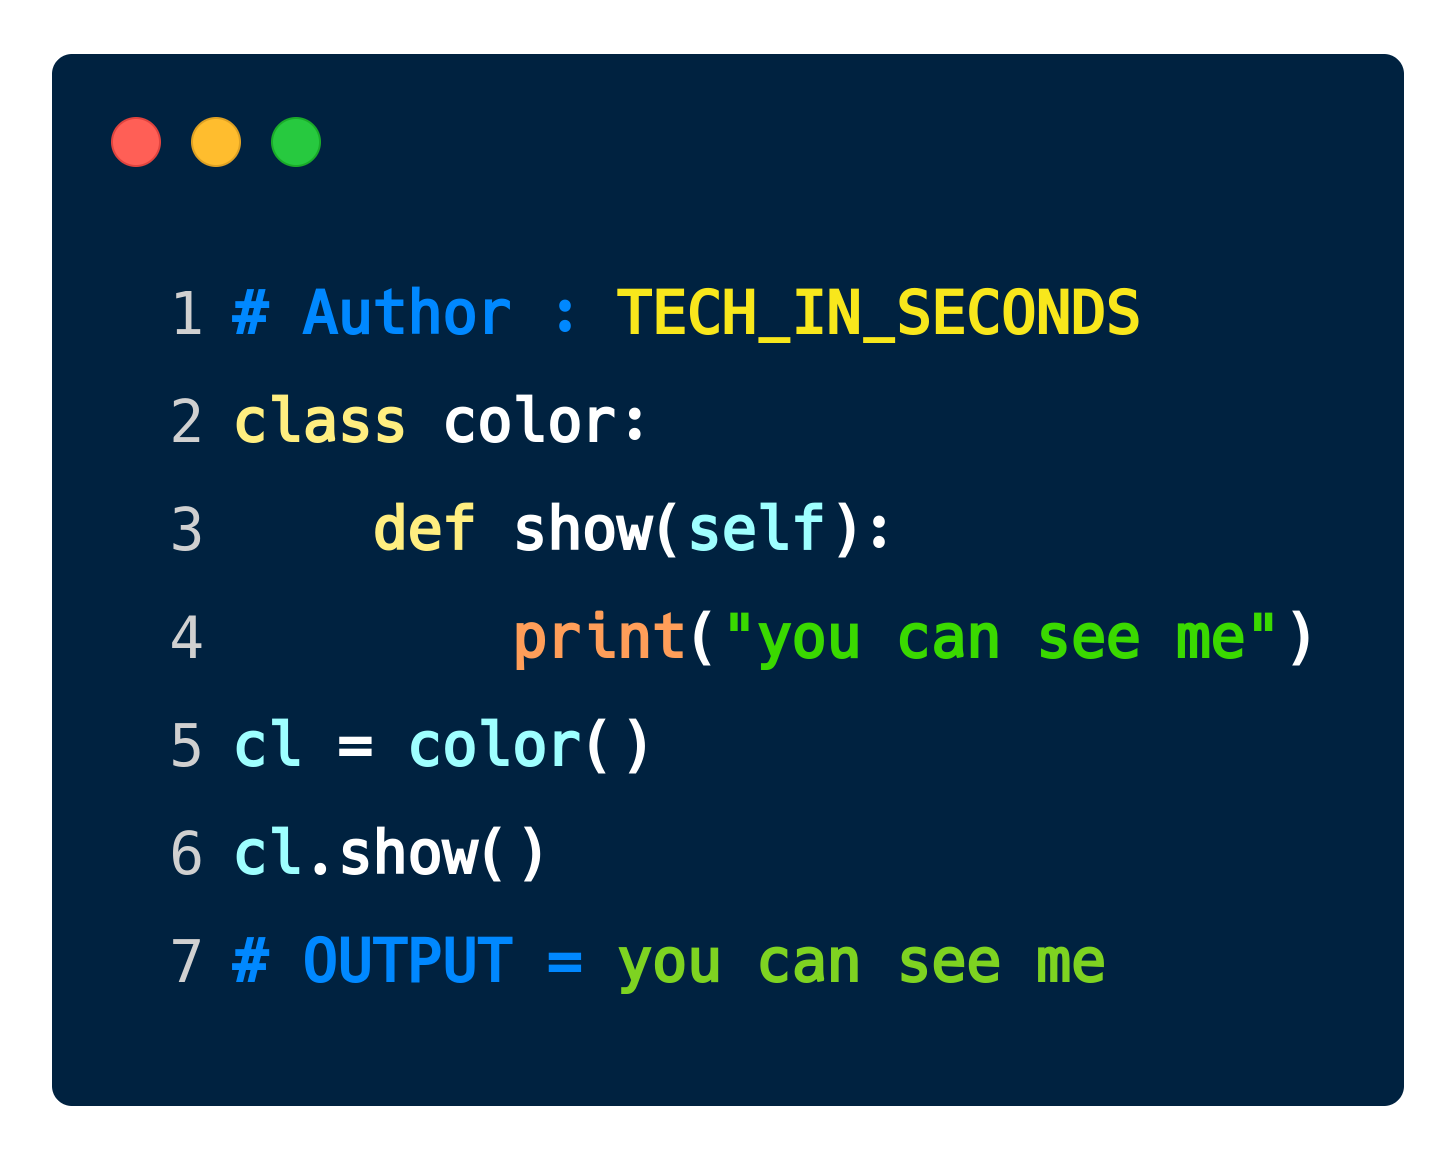 1 # Author : TECH_IN_SECONDS
2 class color:
3     def show(self):
4         print("you can see me")
5 cl = color()
6 cl.show()
7 # OUTPUT = you can see me